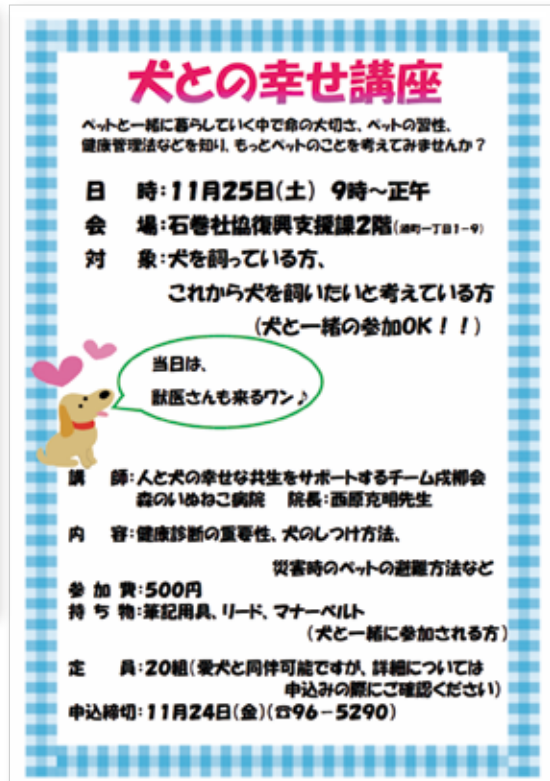 犬との幸せ講座
ペットと一緒に暮らしていく中で命の大切さ、ペットの習性、
健康管理法などを知り、もっとペットのことを考えてみませんか？
日　時：11月25日(土) 9時～正午
会　場：石巻社協復興支援課2階(湊町一丁目1-9)
対　象：犬を飼っている方、
これから犬を飼いたいと考えている方
(犬と一緒の参加OK！！)
当日は、
獣医さんも来るワン♪
講　師：人と犬の幸せな共生をサポートするチーム戌柳会
森のいぬねこ病院　院長：西原克明先生
内　容：健康診断の重要性、犬のしつけ方法、
災害時のペットの避難方法など
参加費：500円
持ち物：筆記用具、リード、マナーベルト
(犬と一緒に参加される方)
定　員：20組(愛犬と同伴可能ですが、詳細については
申込みの際にご確認ください)
申込締切：11月24日(金)(☎96-5290)